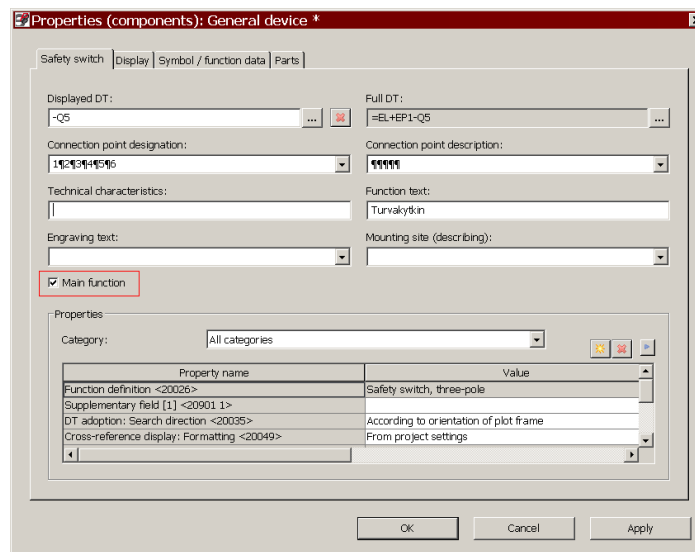 Properties (components): General device *
Safety switch Display Symbol / function data Parts
Displayed DT: Full DT:
-Q5 ... =EL+EP1-Q5 ...
Connection point designation: Connection point description:
1¶2¶3¶4¶5¶6 ¶¶¶¶¶
Technical characteristics: Function text:
Turvakytkin
Engraving text: Mounting site (describing):
Main function
Properties
Category: All categories
Property name Value
Function definition <20026> Safety switch, three-pole
Supplementary field [1] <20901 1>
DT adoption: Search direction <20035> According to orientation of plot frame
Cross-reference display: Formatting <20049> From project settings
OK Cancel Apply